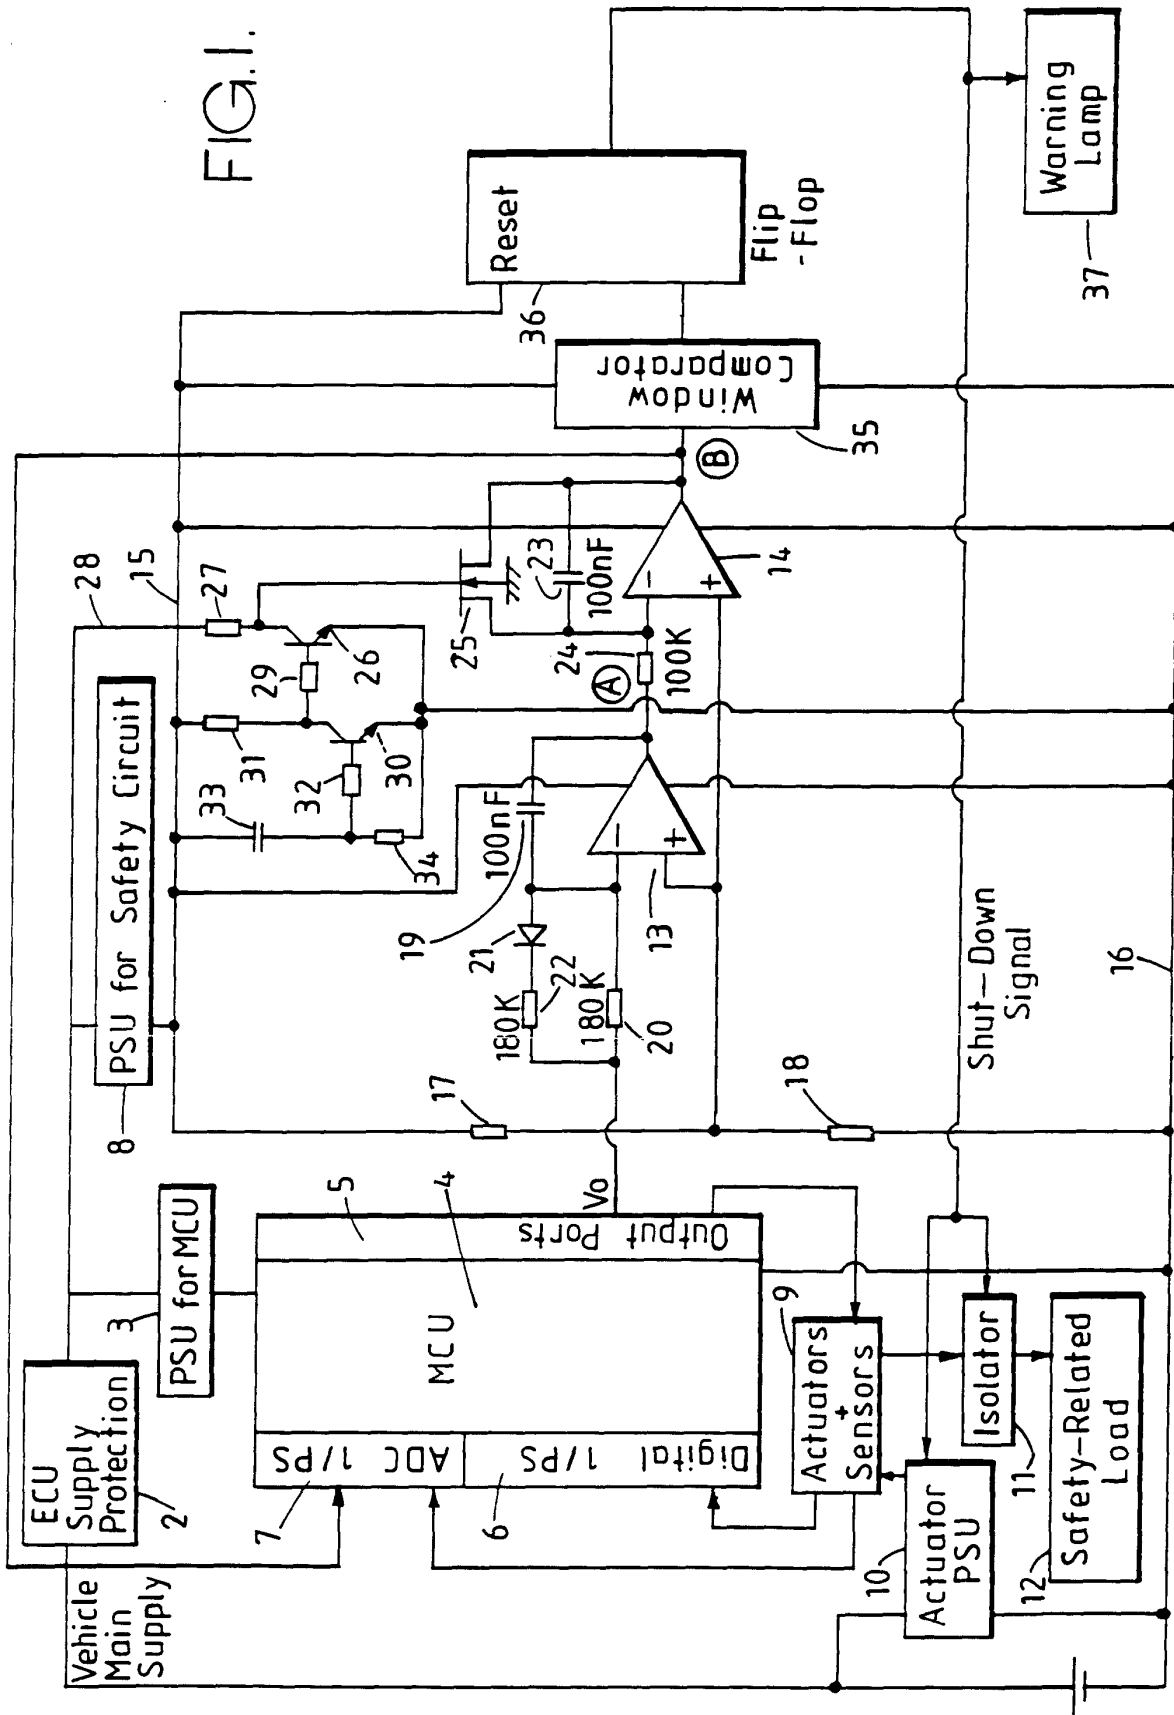 FIG.1.
Vehicle
Main
Supply
ECU
Supply
Protection
2
3
PSU for MCU
8
PSU for Safety Circuit
28
15
27
29
26
31
30
32
33
34
7
ADC 1/PS
6
Digital 1/PS
MCU
4
5
Output Ports
Vo
17
18
180K
22
180K
20
21
19
100nF
13
−
+
A
24
100K
25
23
100nF
14
−
+
B
35
Window
Comparator
36
Reset
Flip
-Flop
Warning
Lamp
37
Shut-Down
Signal
16
9
Actuators
+
Sensors
10
Actuator
PSU
11
Isolator
12
Safety-Related
Load